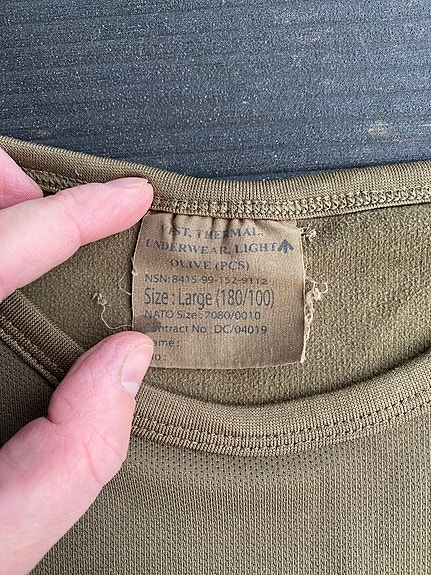 VEST, THERMAL,
UNDERWEAR, LIGHT
OLIVE (PCS)
NSN: 8415-99-152-9112
Size : Large (180/100)
NATO Size : 7080/0010
Contract No : DC/04019
Name :
No :